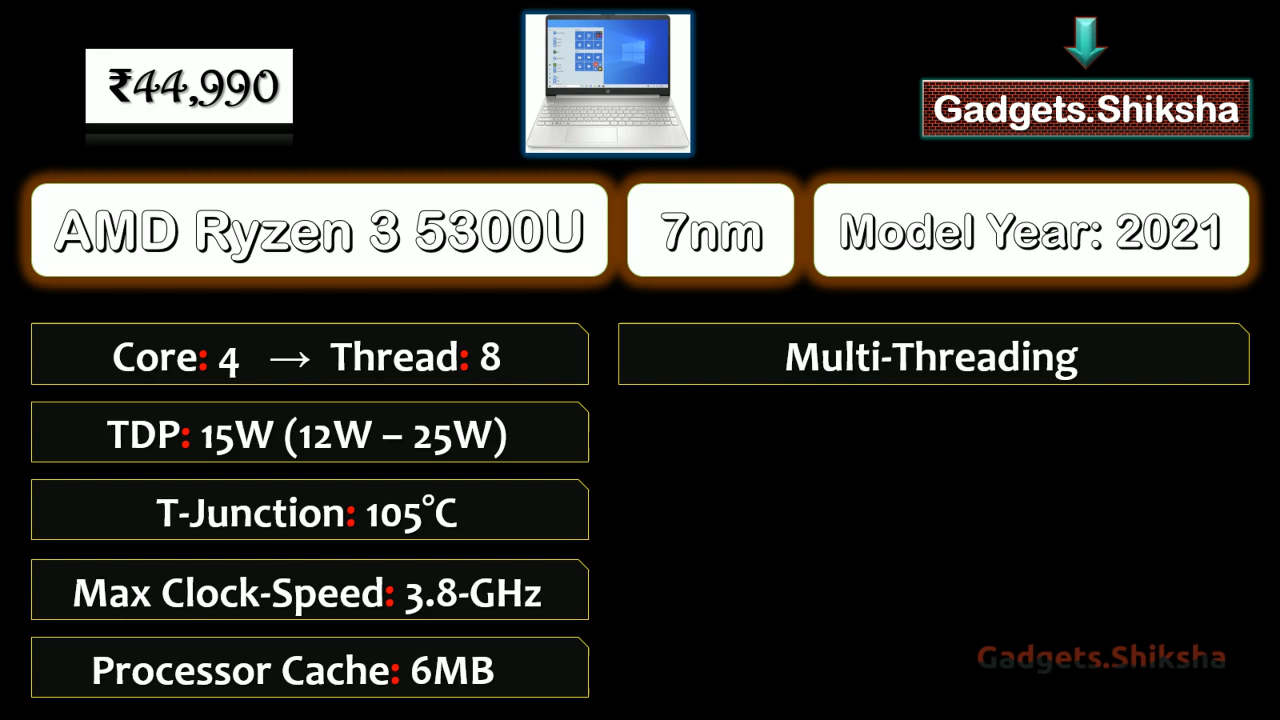 ₹44,990
Gadgets.Shiksha
AMD Ryzen 3 5300U
7nm
Model Year: 2021
Core: 4 → Thread: 8
Multi-Threading
TDP: 15W (12W – 25W)
T-Junction: 105°C
Max Clock-Speed: 3.8-GHz
Processor Cache: 6MB
Gadgets.Shiksha